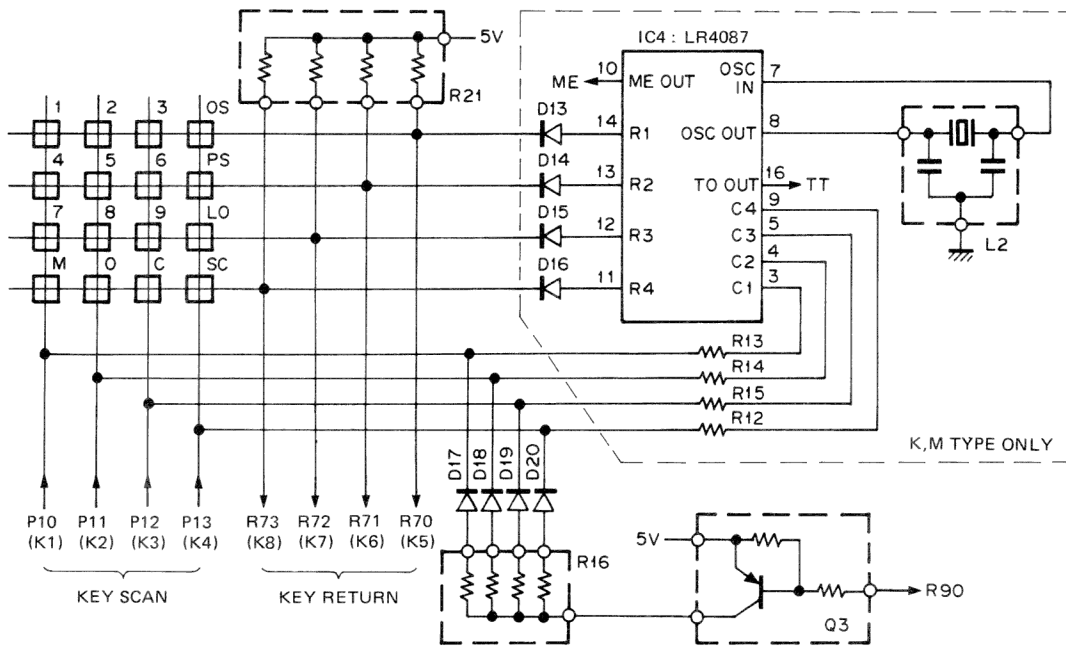 5V
R21
IC4 : LR4087
ME
10
ME OUT
OSC IN
7
1
2
3
OS
D13
14
R1
OSC OUT
8
4
5
6
PS
D14
13
R2
TO OUT
16
TT
7
8
9
LO
D15
12
R3
C4
9
C3
5
M
O
C
SC
D16
11
R4
C2
4
C1
3
L2
R13
R14
R15
R12
K,M TYPE ONLY
D17
D18
D19
D20
P10
(K1)
P11
(K2)
P12
(K3)
P13
(K4)
R73
(K8)
R72
(K7)
R71
(K6)
R70
(K5)
KEY SCAN
KEY RETURN
R16
5V
R90
Q3